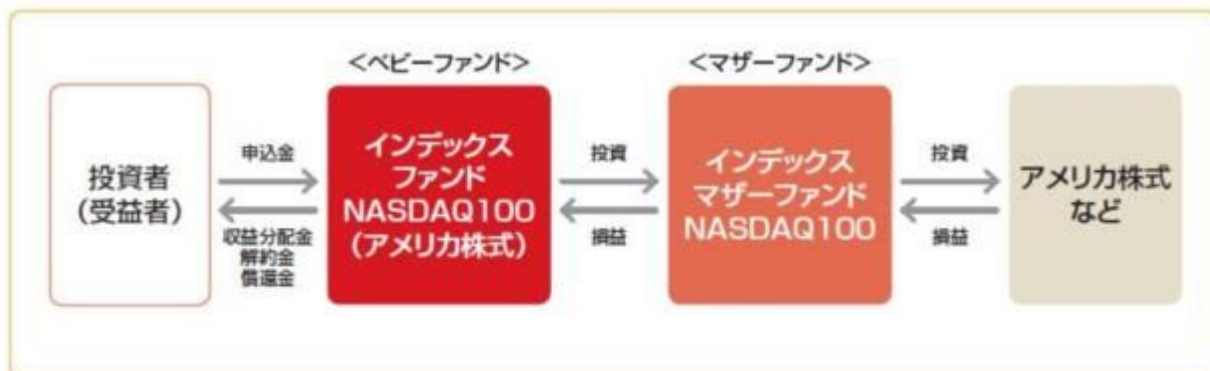 <ベビーファンド>
<マザーファンド>
投資者
(受益者)
申込金
収益分配金
解約金
償還金
インデックス
ファンド
NASDAQ100
(アメリカ株式)
投資
損益
インデックス
マザーファンド
NASDAQ100
投資
損益
アメリカ株式
など